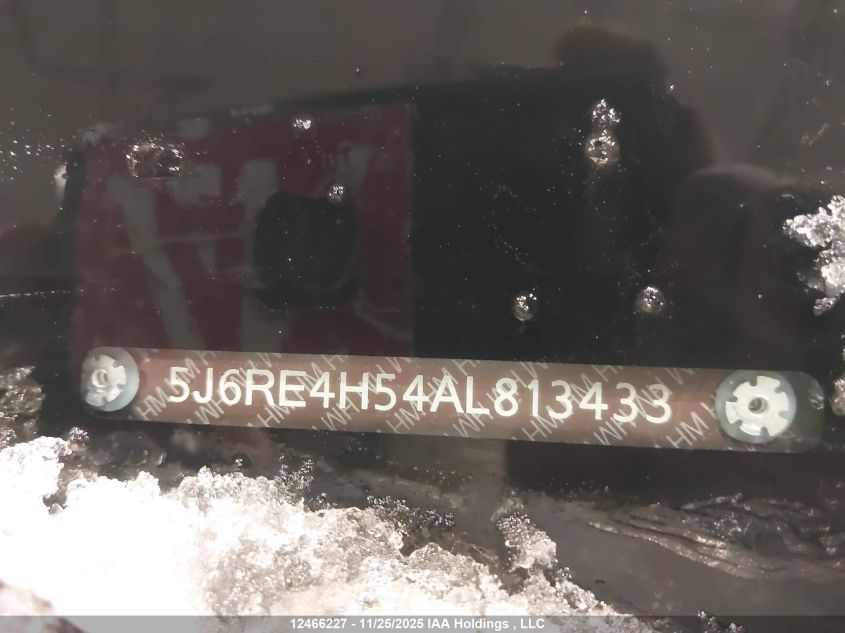 5J6RE4H54AL813433
12466227 - 11/25/2025 IAA Holdings , LLC